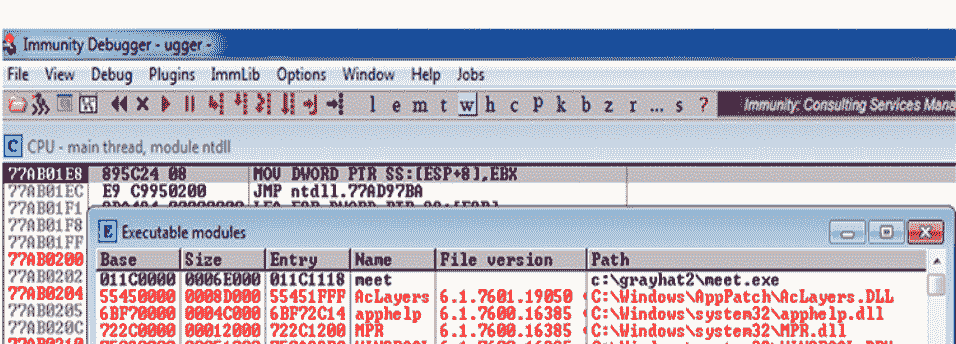 Immunity Debugger - ugger -
File View Debug Plugins ImmLib Options Window Help Jobs
l e m t w h c P k b z r ... s ? Immunity: Consulting Services Mana
C CPU - main thread, module ntdll
77AB01E8 895C24 08 MOV DWORD PTR SS:[ESP+8],EBX
77AB01EC E9 C9950200 JMP ntdll.77AD97BA
77AB01F1
77AB01F8 E Executable modules
77AB01FF
77AB0200 Base Size Entry Name File version Path
77AB0202 011C0000 0006E000 011C1118 meet c:\grayhat2\meet.exe
77AB0204 55450000 0008D000 55451FFF AcLayers 6.1.7601.19050 C:\Windows\AppPatch\AcLayers.DLL
77AB0205 6BF70000 0004C000 6BF72C14 apphelp 6.1.7600.16385 C:\Windows\system32\apphelp.dll
77AB020C 722C0000 00012000 722C1200 MPR 6.1.7600.16385 C:\Windows\system32\MPR.dll